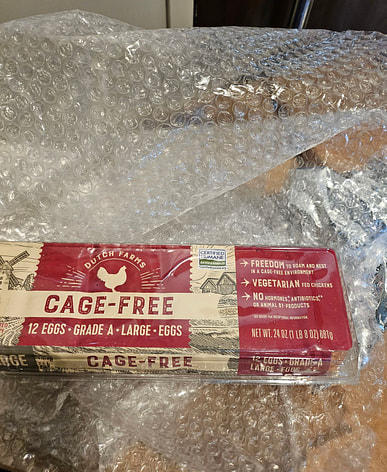 DUTCH FARMS
CAGE-FREE
12 EGGS • GRADE A • LARGE • EGGS
CERTIFIED
HUMANE
→ FREEDOM TO ROAM AND NEST
IN A CAGE-FREE ENVIRONMENT
→ VEGETARIAN FED CHICKENS
→ NO HORMONES, ANTIBIOTICS
OR ANIMAL BY-PRODUCTS
NET WT. 24 OZ (1 LB 8 OZ) 681g
CAGE-FREE
12 EGGS • GRADE A
LARGE